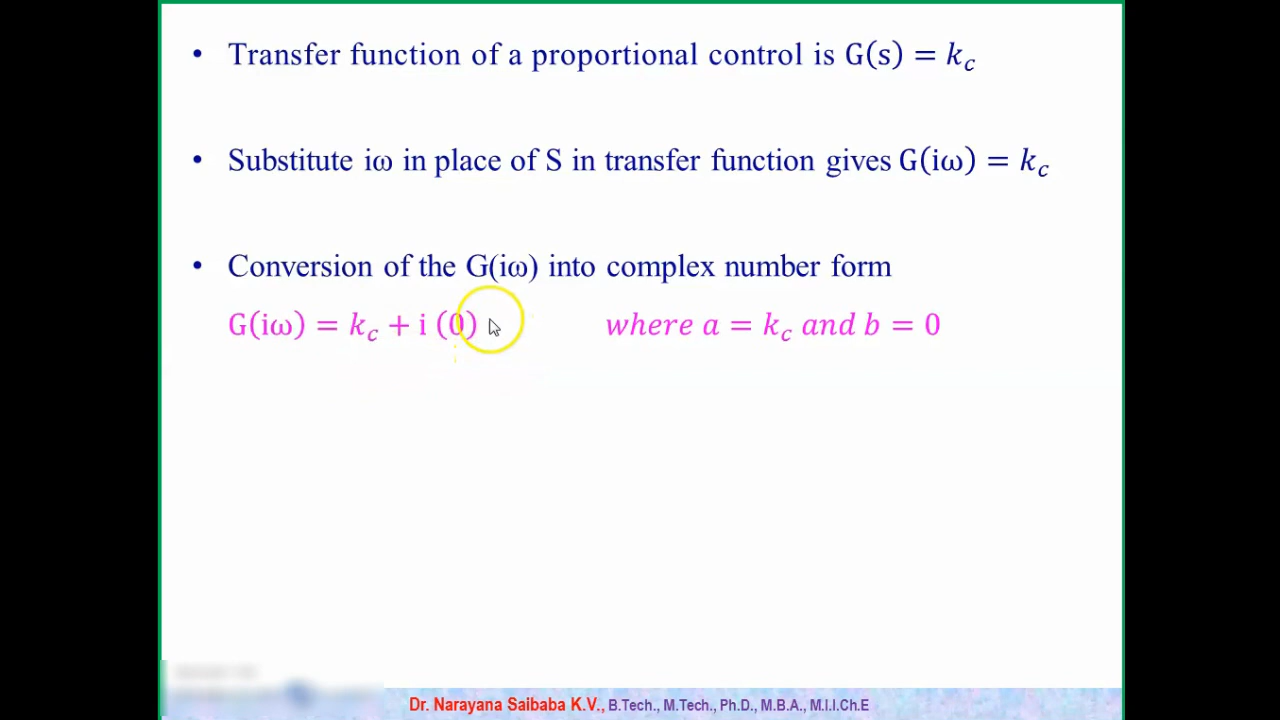 • Transfer function of a proportional control is G(s) = k_c
• Substitute iω in place of S in transfer function gives G(iω) = k_c
• Conversion of the G(iω) into complex number form
G(iω) = k_c + i (0) where a = k_c and b = 0
Dr. Narayana Saibaba K.V., B.Tech., M.Tech., Ph.D., M.B.A., M.I.I.Ch.E